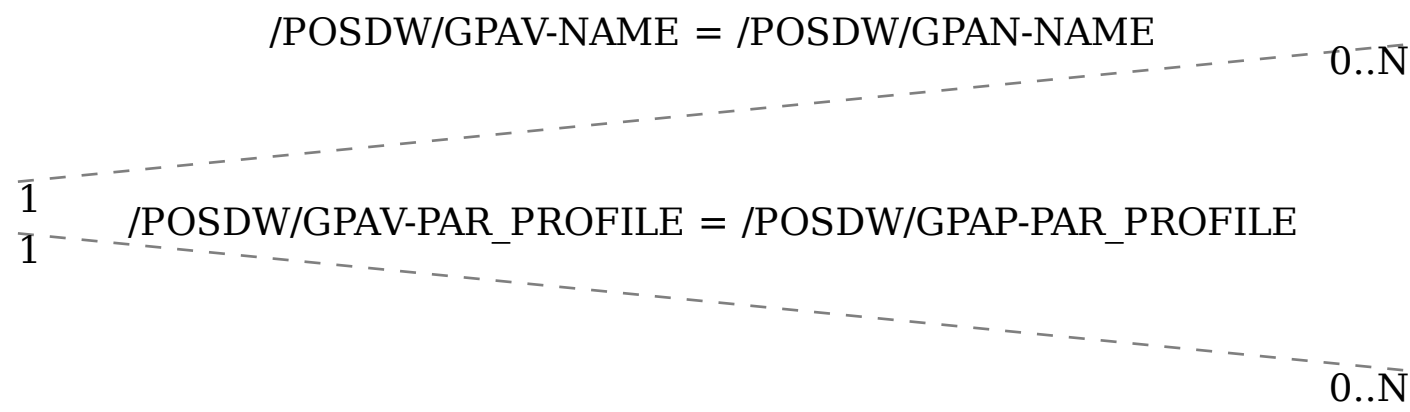 /POSDW/GPAV-NAME = /POSDW/GPAN-NAME
0..N
1
/POSDW/GPAV-PAR_PROFILE = /POSDW/GPAP-PAR_PROFILE
1
0..N